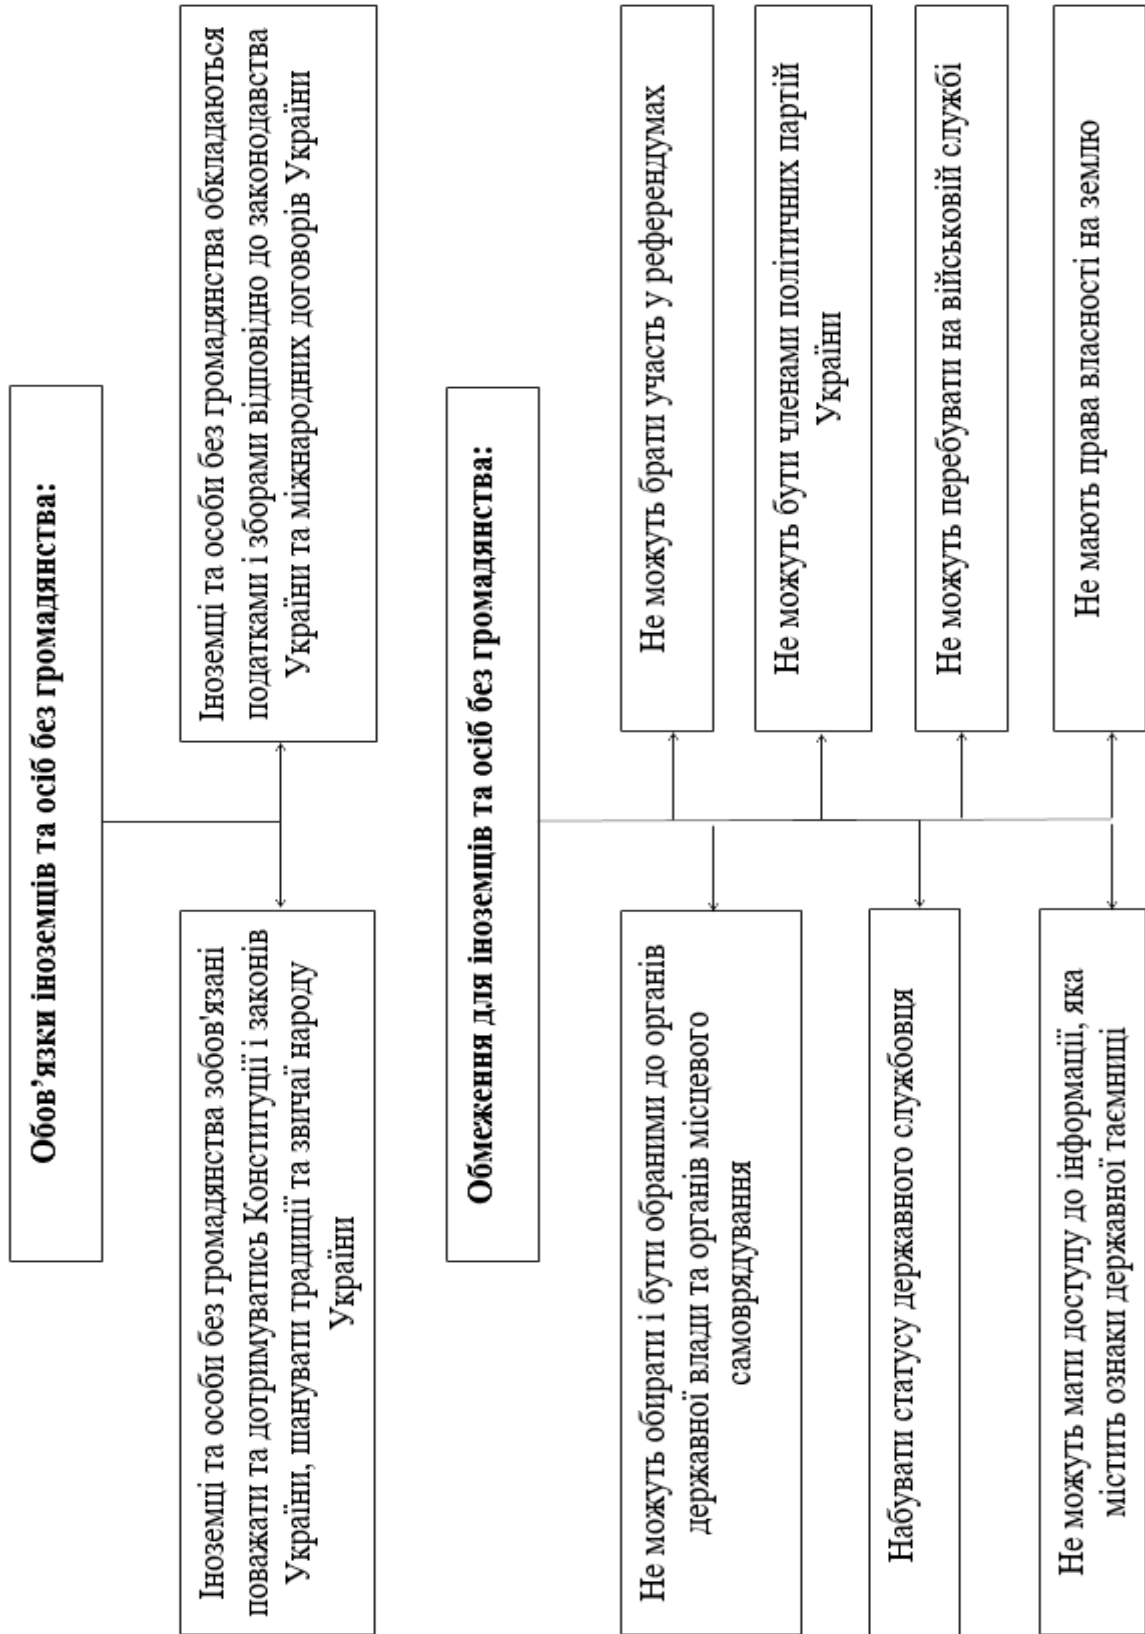 Обов’язки іноземців та осіб без громадянства:
Іноземці та особи без громадянства зобов'язані
поважати та дотримуватись Конституції і законів
України, шанувати традиції та звичаї народу
України
Іноземці та особи без громадянства обкладаються
податками і зборами відповідно до законодавства
України та міжнародних договорів України
Обмеження для іноземців та осіб без громадянства:
Не можуть обирати і бути обраними до органів
державної влади та органів місцевого
самоврядування
Не можуть брати участь у референдумах
Не можуть бути членами політичних партій
України
Набувати статусу державного службовця
Не можуть перебувати на військовій службі
Не можуть мати доступу до інформації, яка
містить ознаки державної таємниці
Не мають права власності на землю